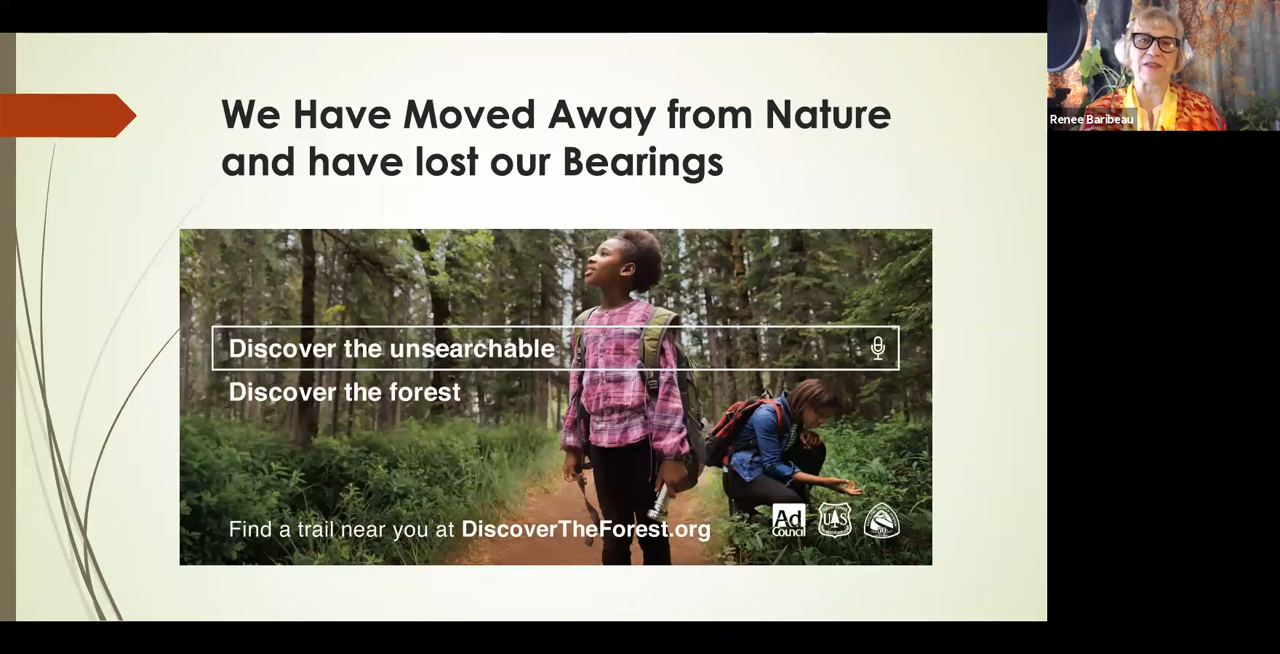 We Have Moved Away from Nature
and have lost our Bearings
Discover the unsearchable
Discover the forest
Find a trail near you at DiscoverTheForest.org
Ad
Council
UAS
Renee Baribeau